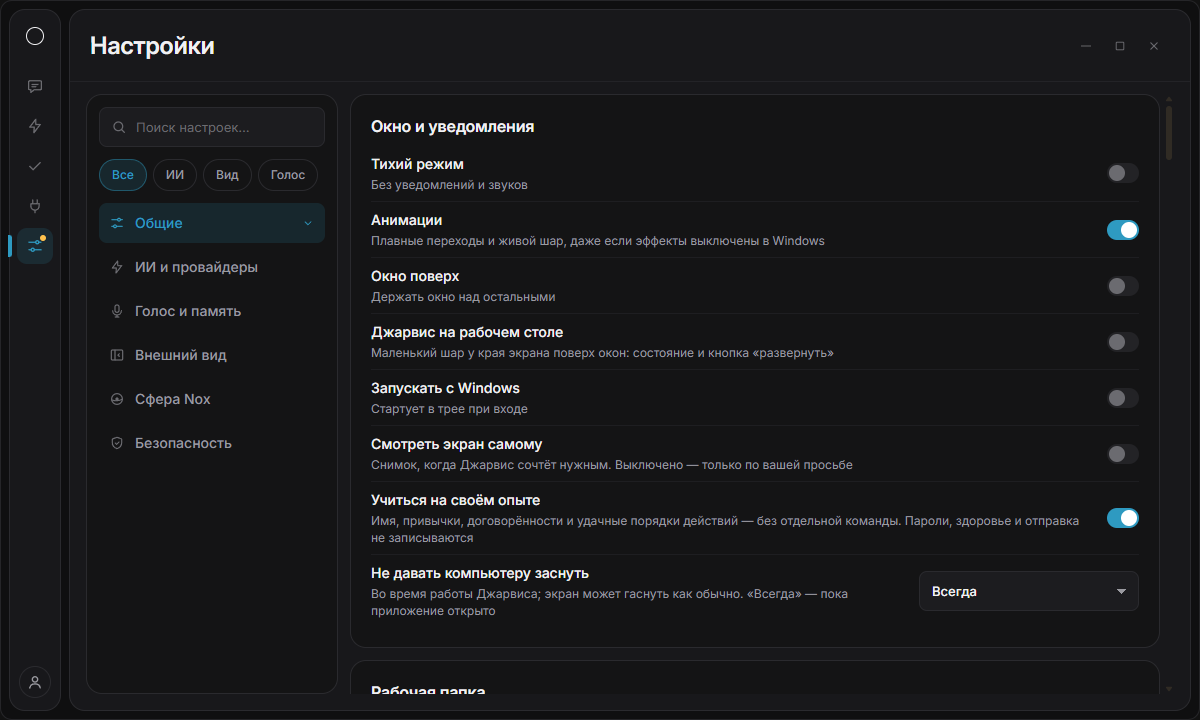 Настройки
Поиск настроек...
Все
ИИ
Вид
Голос
Общие
ИИ и провайдеры
Голос и память
Внешний вид
Сфера Nox
Безопасность
Окно и уведомления
Тихий режим
Без уведомлений и звуков
Анимации
Плавные переходы и живой шар, даже если эффекты выключены в Windows
Окно поверх
Держать окно над остальными
Джарвис на рабочем столе
Маленький шар у края экрана поверх окон: состояние и кнопка «развернуть»
Запускать с Windows
Стартует в трее при входе
Смотреть экран самому
Снимок, когда Джарвис сочтёт нужным. Выключено — только по вашей просьбе
Учиться на своём опыте
Имя, привычки, договорённости и удачные порядки действий — без отдельной команды. Пароли, здоровье и отправка
не записываются
Не давать компьютеру заснуть
Во время работы Джарвиса; экран может гаснуть как обычно. «Всегда» — пока
приложение открыто
Всегда
Рабочая папка